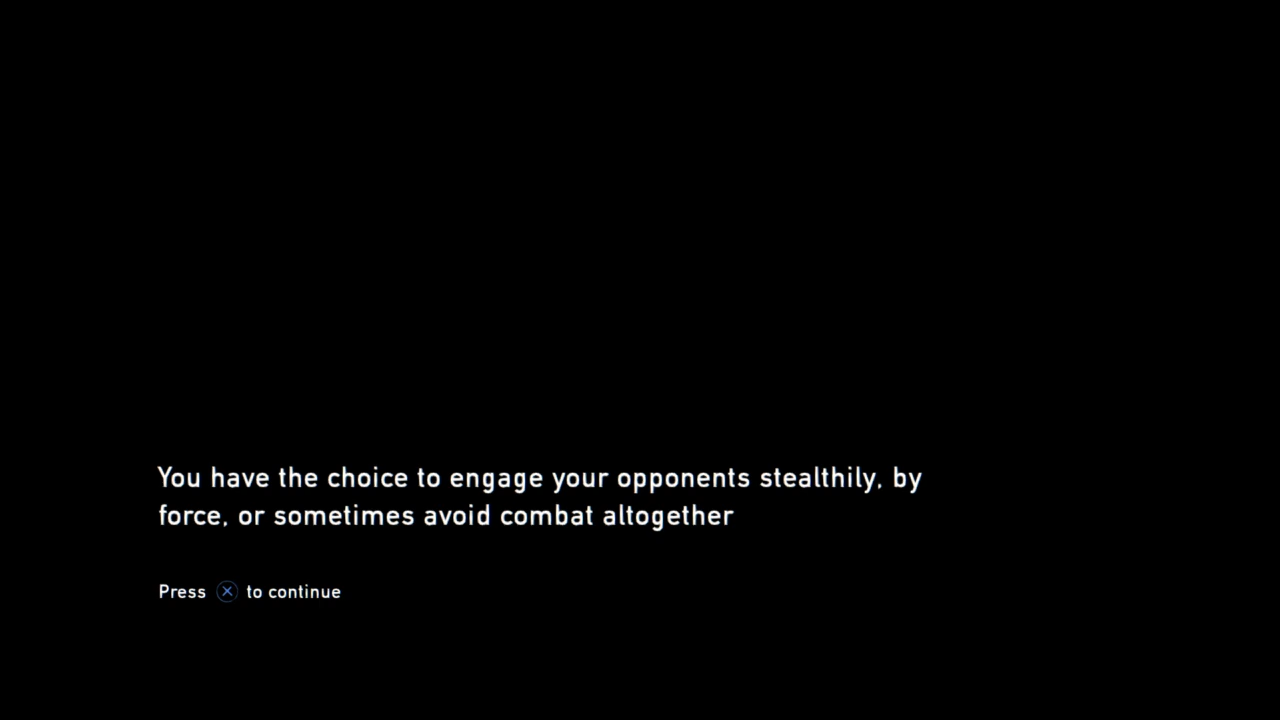 You have the choice to engage your opponents stealthily, by
force, or sometimes avoid combat altogether
Press ⓧ to continue